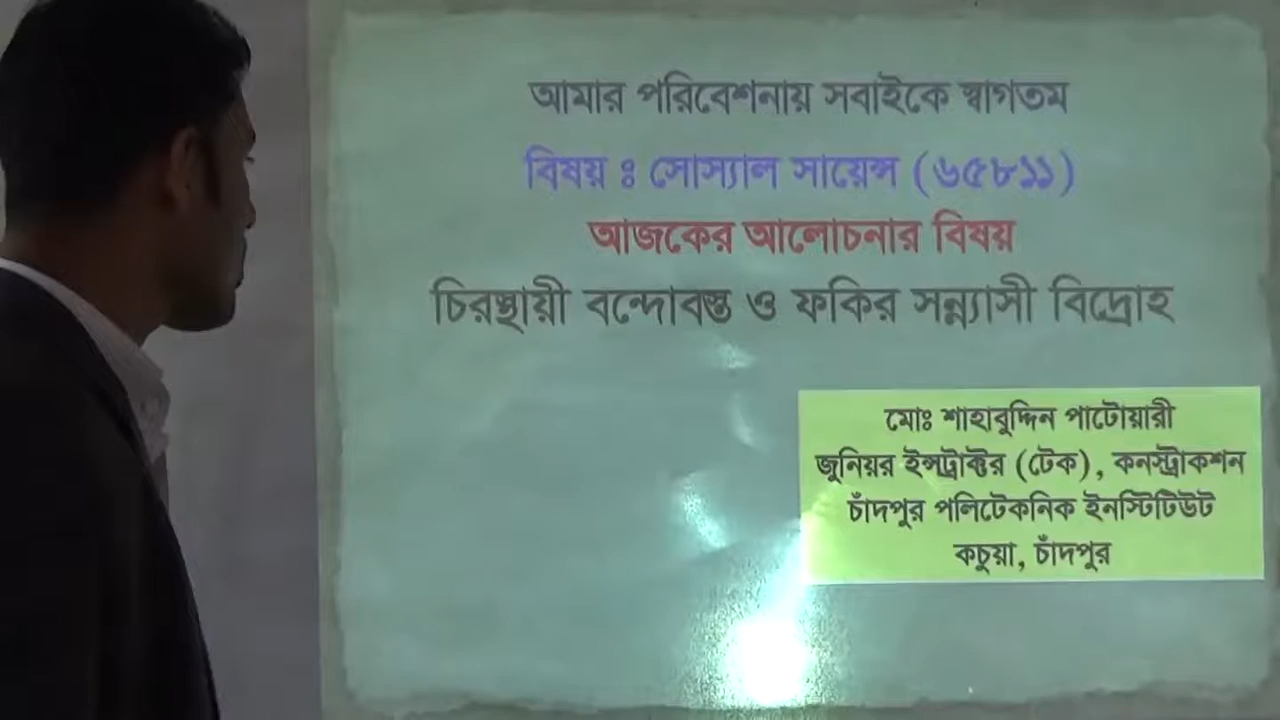 আমার পরিবেশনায় সবাইকে স্বাগতম
বিষয় ঃ সোস্যাল সায়েন্স (৬৫৮১১)
আজকের আলোচনার বিষয়
চিরস্থায়ী বন্দোবস্ত ও ফকির সন্ন্যাসী বিদ্রোহ
মোঃ শাহাবুদ্দিন পাটোয়ারী
জুনিয়র ইন্সট্রাক্টর (টেক), কনস্ট্রাকশন
চাঁদপুর পলিটেকনিক ইনস্টিটিউট
কচুয়া, চাঁদপুর